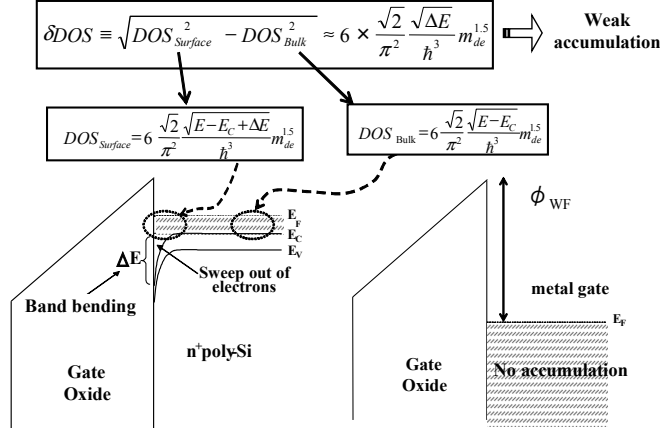 δDOS ≡ √(DOS_Surface² − DOS_Bulk²) ≈ 6 × (√2/π²) (√ΔE/ħ³) m_de^1.5
Weak
accumulation
DOS_Surface = 6 (√2/π²) (√(E−E_C+ΔE)/ħ³) m_de^1.5
DOS_Bulk = 6 (√2/π²) (√(E−E_C)/ħ³) m_de^1.5
ϕ_WF
E_F
E_C
E_V
ΔE
Sweep out of
electrons
Band bending
metal gate
E_F
n⁺poly-Si
Gate
Oxide
Gate
Oxide
No accumulation